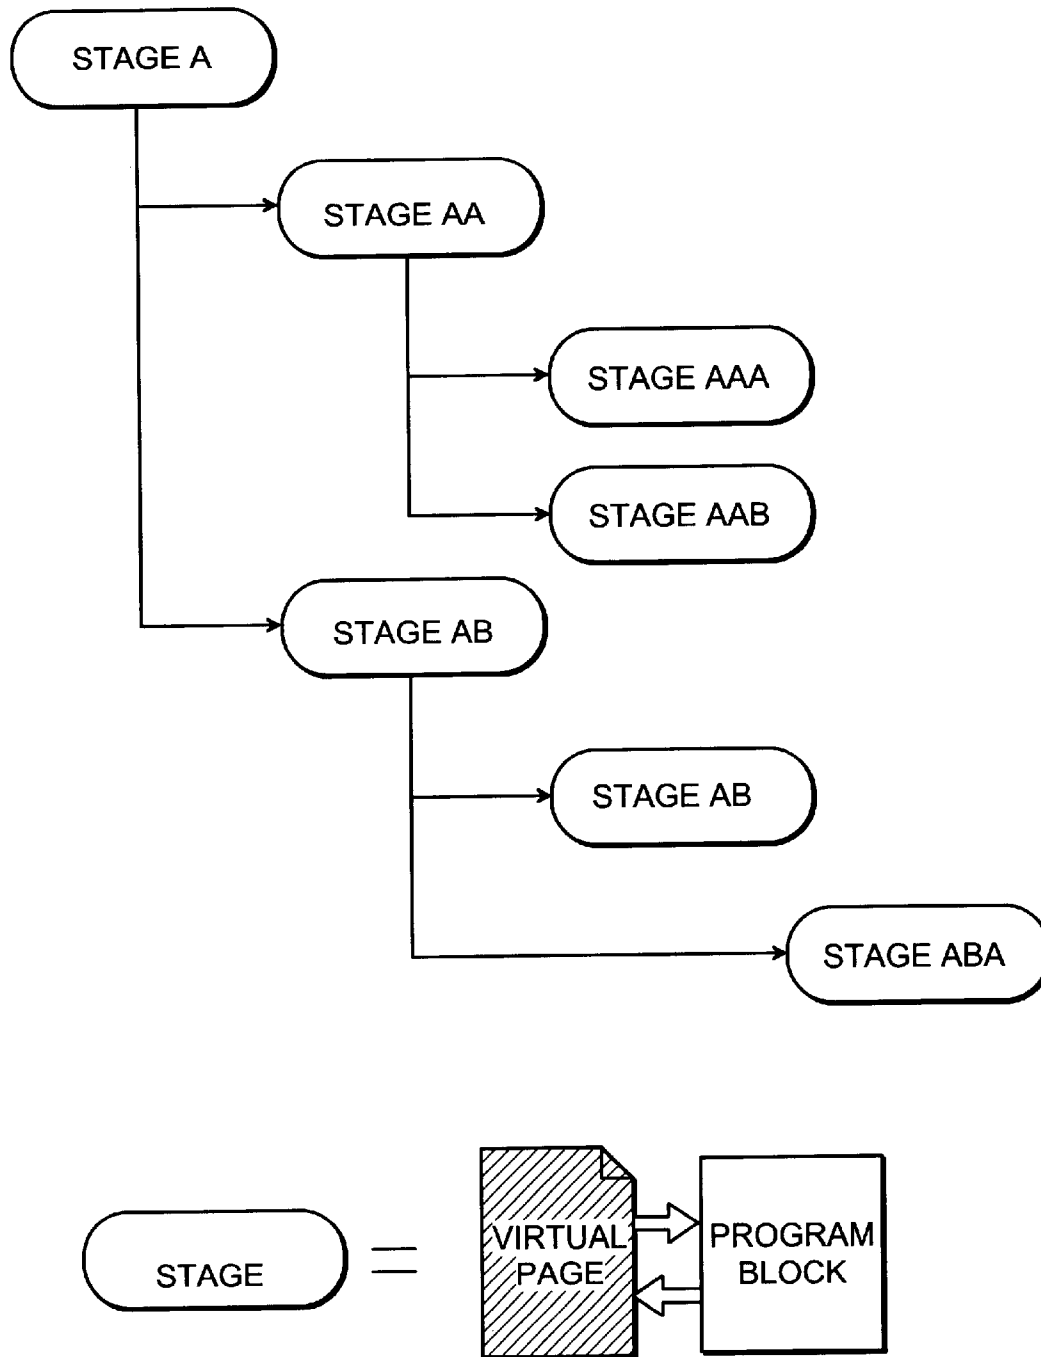 STAGE A
STAGE AA
STAGE AAA
STAGE AAB
STAGE AB
STAGE AB
STAGE ABA
STAGE
=
VIRTUAL
PAGE
PROGRAM
BLOCK